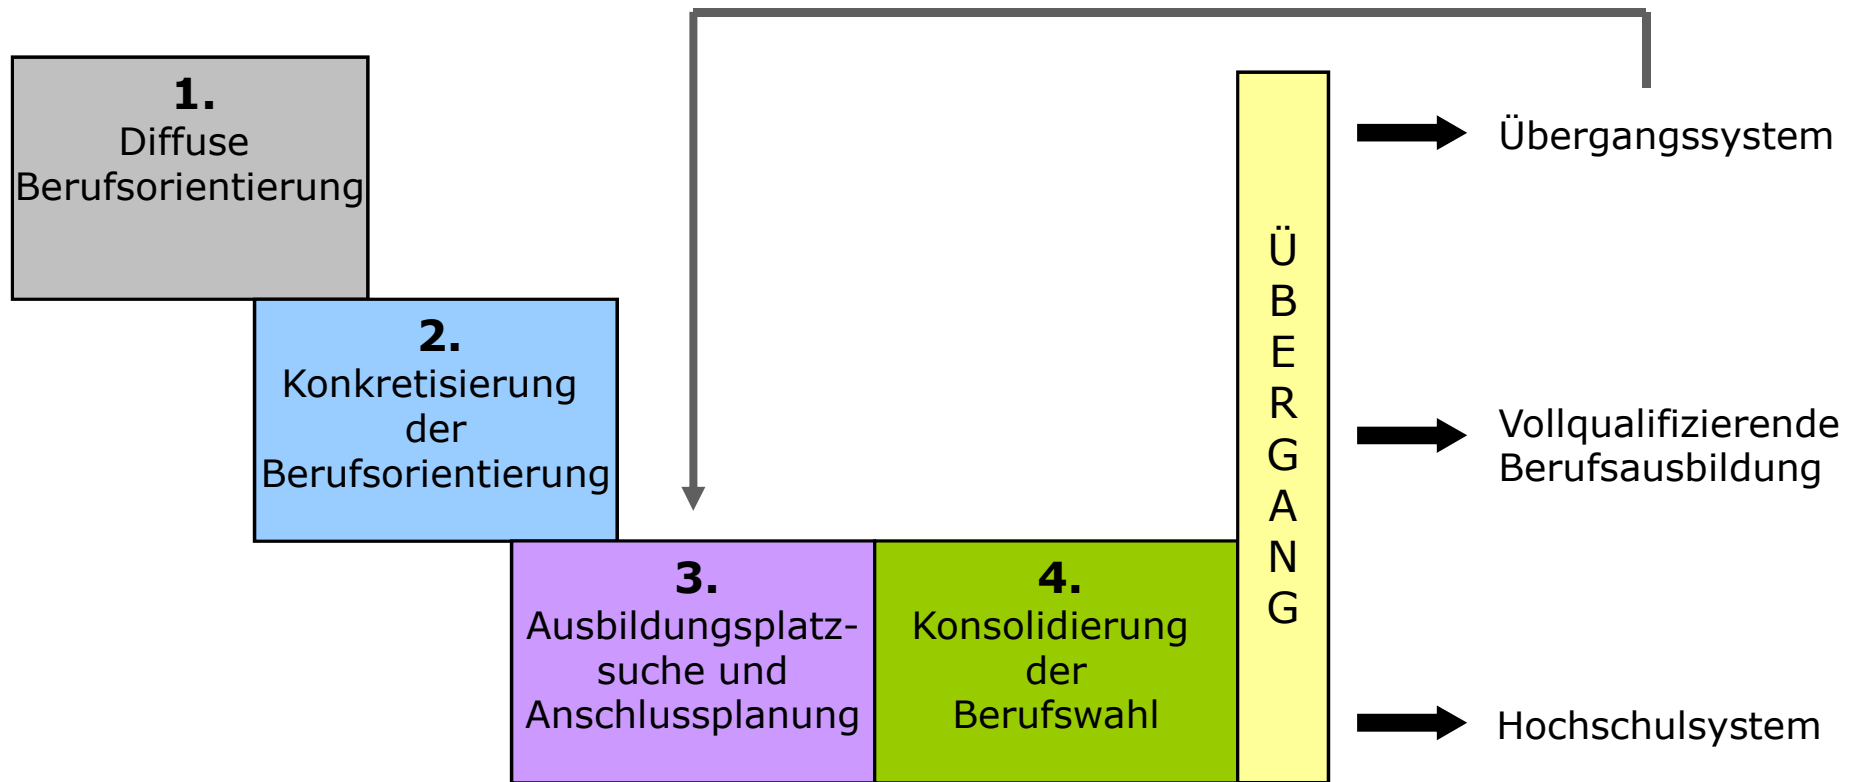 1.
Diffuse
Berufsorientierung
2.
Konkretisierung
der
Berufsorientierung
3.
Ausbildungsplatz-
suche und
Anschlussplanung
4.
Konsolidierung
der
Berufswahl
Ü
B
E
R
G
A
N
G
Übergangssystem
Vollqualifizierende
Berufsausbildung
Hochschulsystem